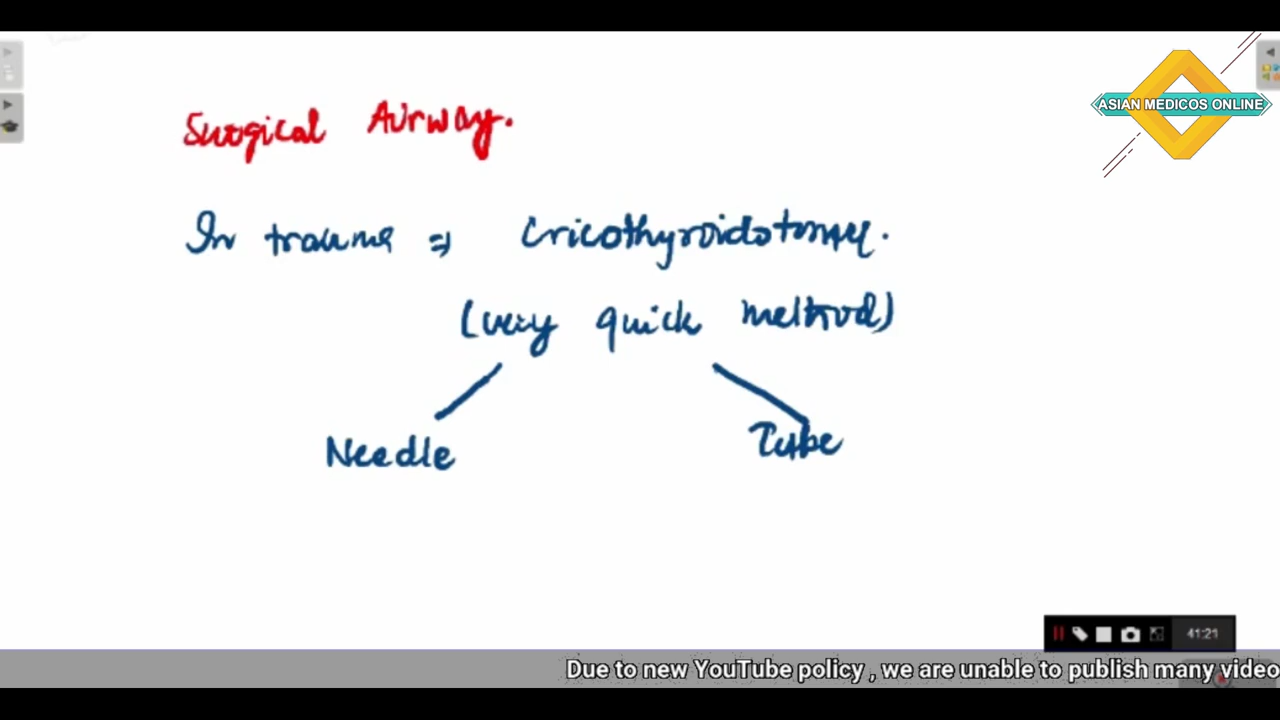 ASIAN MEDICOS ONLINE
Surgical Airway.
In trauma ⇒ Cricothyroidotomy.
(very quick method)
Needle Tube
41:21
Due to new YouTube policy , we are unable to publish many video